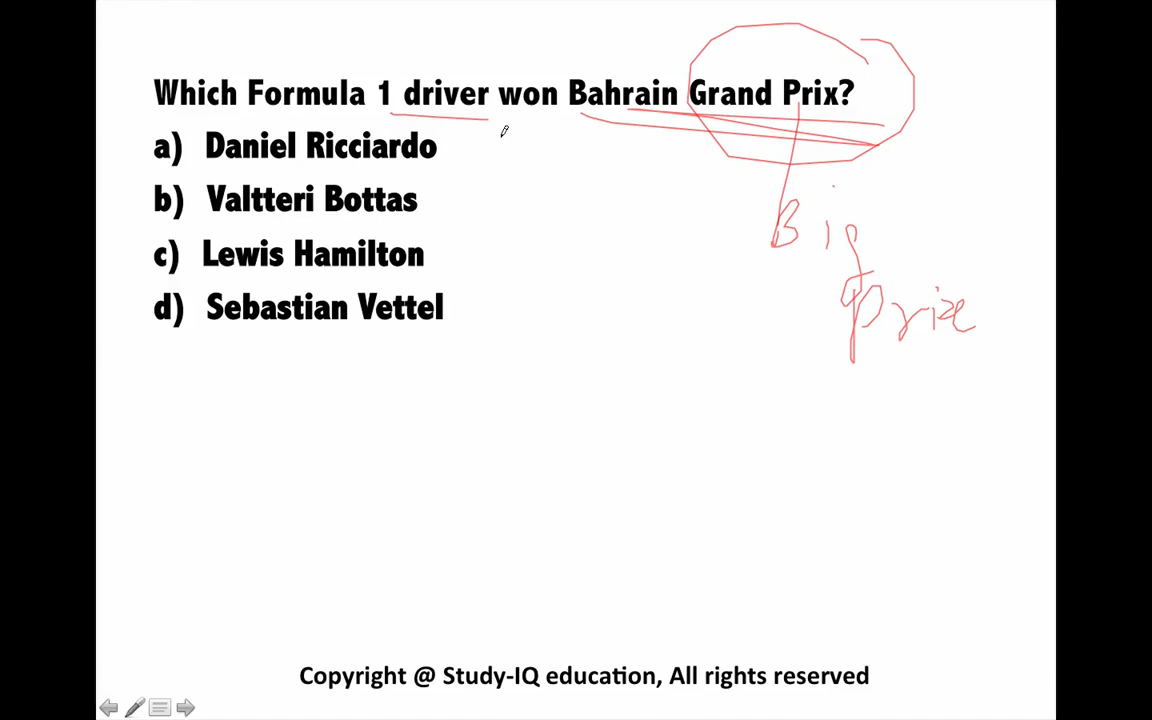 Which Formula 1 driver won Bahrain Grand Prix?
a) Daniel Ricciardo
b) Valtteri Bottas
c) Lewis Hamilton
d) Sebastian Vettel
Big
Prize
Copyright @ Study-IQ education, All rights reserved